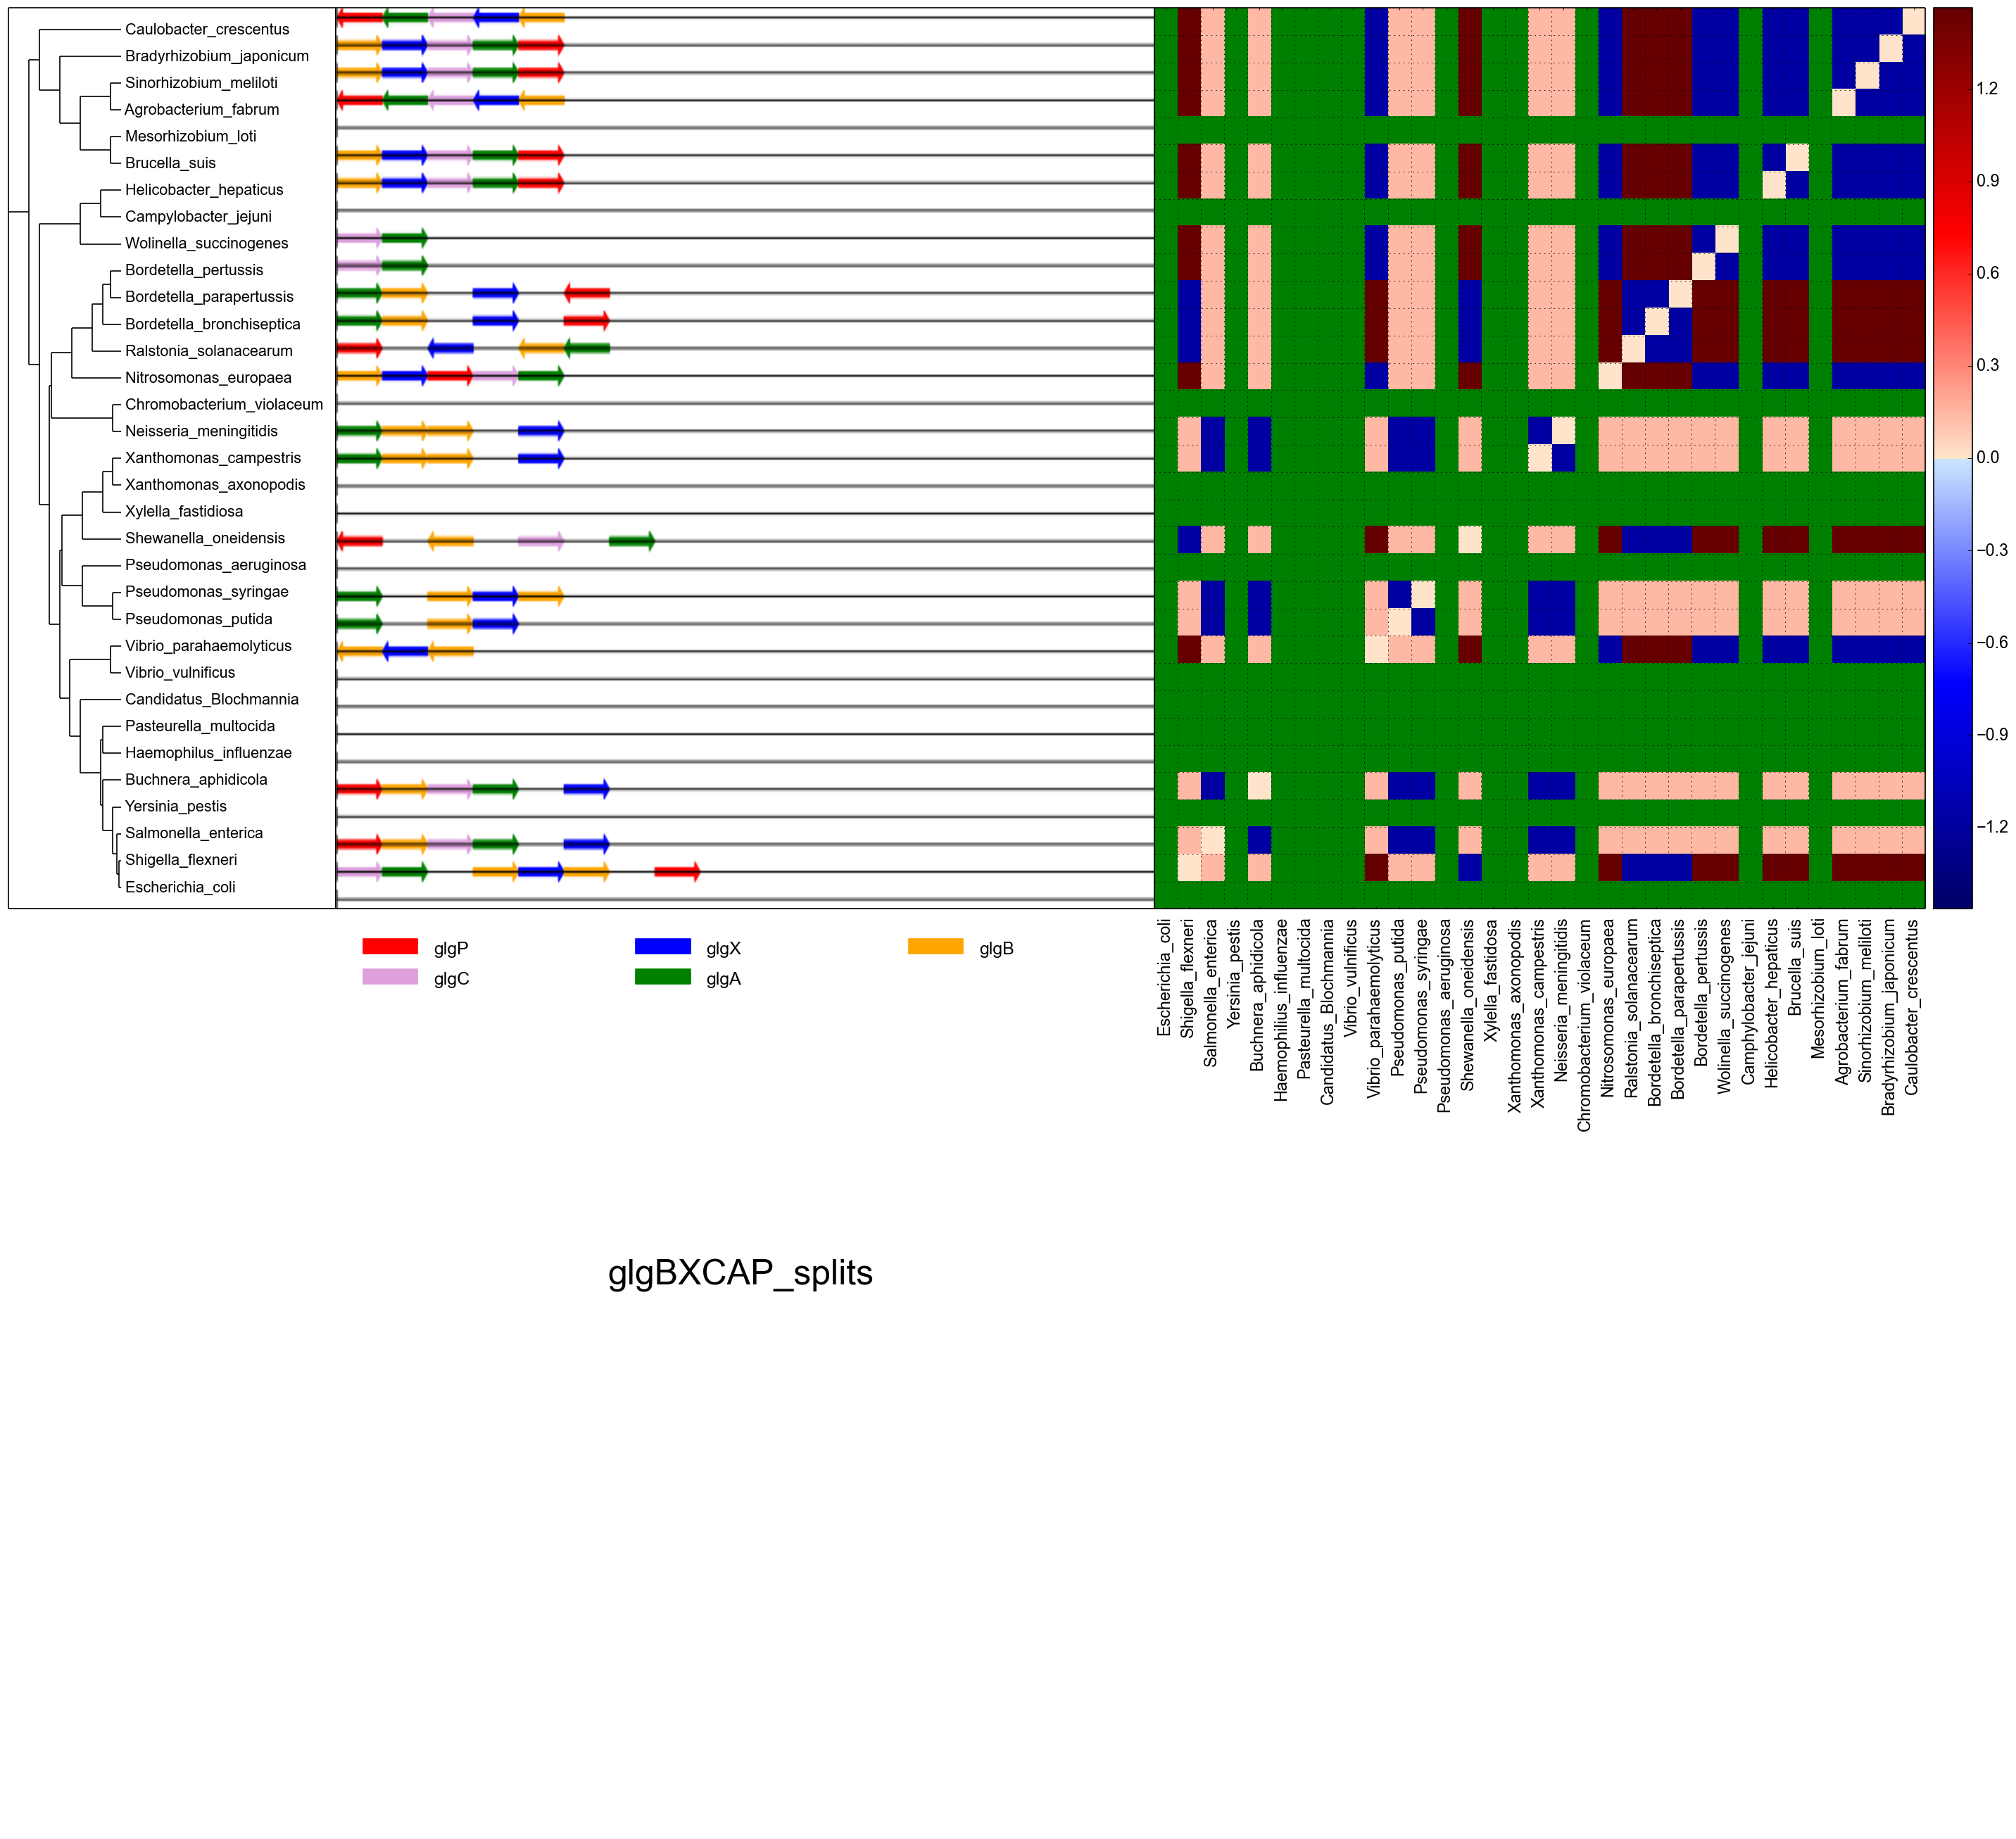 Caulobacter_crescentus
Bradyrhizobium_japonicum
Sinorhizobium_meliloti
Agrobacterium_fabrum
Mesorhizobium_loti
Brucella_suis
Helicobacter_hepaticus
Campylobacter_jejuni
Wolinella_succinogenes
Bordetella_pertussis
Bordetella_parapertussis
Bordetella_bronchiseptica
Ralstonia_solanacearum
Nitrosomonas_europaea
Chromobacterium_violaceum
Neisseria_meningitidis
Xanthomonas_campestris
Xanthomonas_axonopodis
Xylella_fastidiosa
Shewanella_oneidensis
Pseudomonas_aeruginosa
Pseudomonas_syringae
Pseudomonas_putida
Vibrio_parahaemolyticus
Vibrio_vulnificus
Candidatus_Blochmannia
Pasteurella_multocida
Haemophilus_influenzae
Buchnera_aphidicola
Yersinia_pestis
Salmonella_enterica
Shigella_flexneri
Escherichia_coli
1.2
0.9
0.6
0.3
0.0
−0.3
−0.6
−0.9
−1.2
glgP
glgX
glgB
glgC
glgA
Escherichia_coli
Shigella_flexneri
Salmonella_enterica
Yersinia_pestis
Buchnera_aphidicola
Haemophilus_influenzae
Pasteurella_multocida
Candidatus_Blochmannia
Vibrio_vulnificus
Vibrio_parahaemolyticus
Pseudomonas_putida
Pseudomonas_syringae
Pseudomonas_aeruginosa
Shewanella_oneidensis
Xylella_fastidiosa
Xanthomonas_axonopodis
Xanthomonas_campestris
Neisseria_meningitidis
Chromobacterium_violaceum
Nitrosomonas_europaea
Ralstonia_solanacearum
Bordetella_bronchiseptica
Bordetella_parapertussis
Bordetella_pertussis
Wolinella_succinogenes
Camphylobacter_jejuni
Helicobacter_hepaticus
Brucella_suis
Mesorhizobium_loti
Agrobacterium_fabrum
Sinorhizobium_meliloti
Bradyrhizobium_japonicum
Caulobacter_crescentus
glgBXCAP_splits